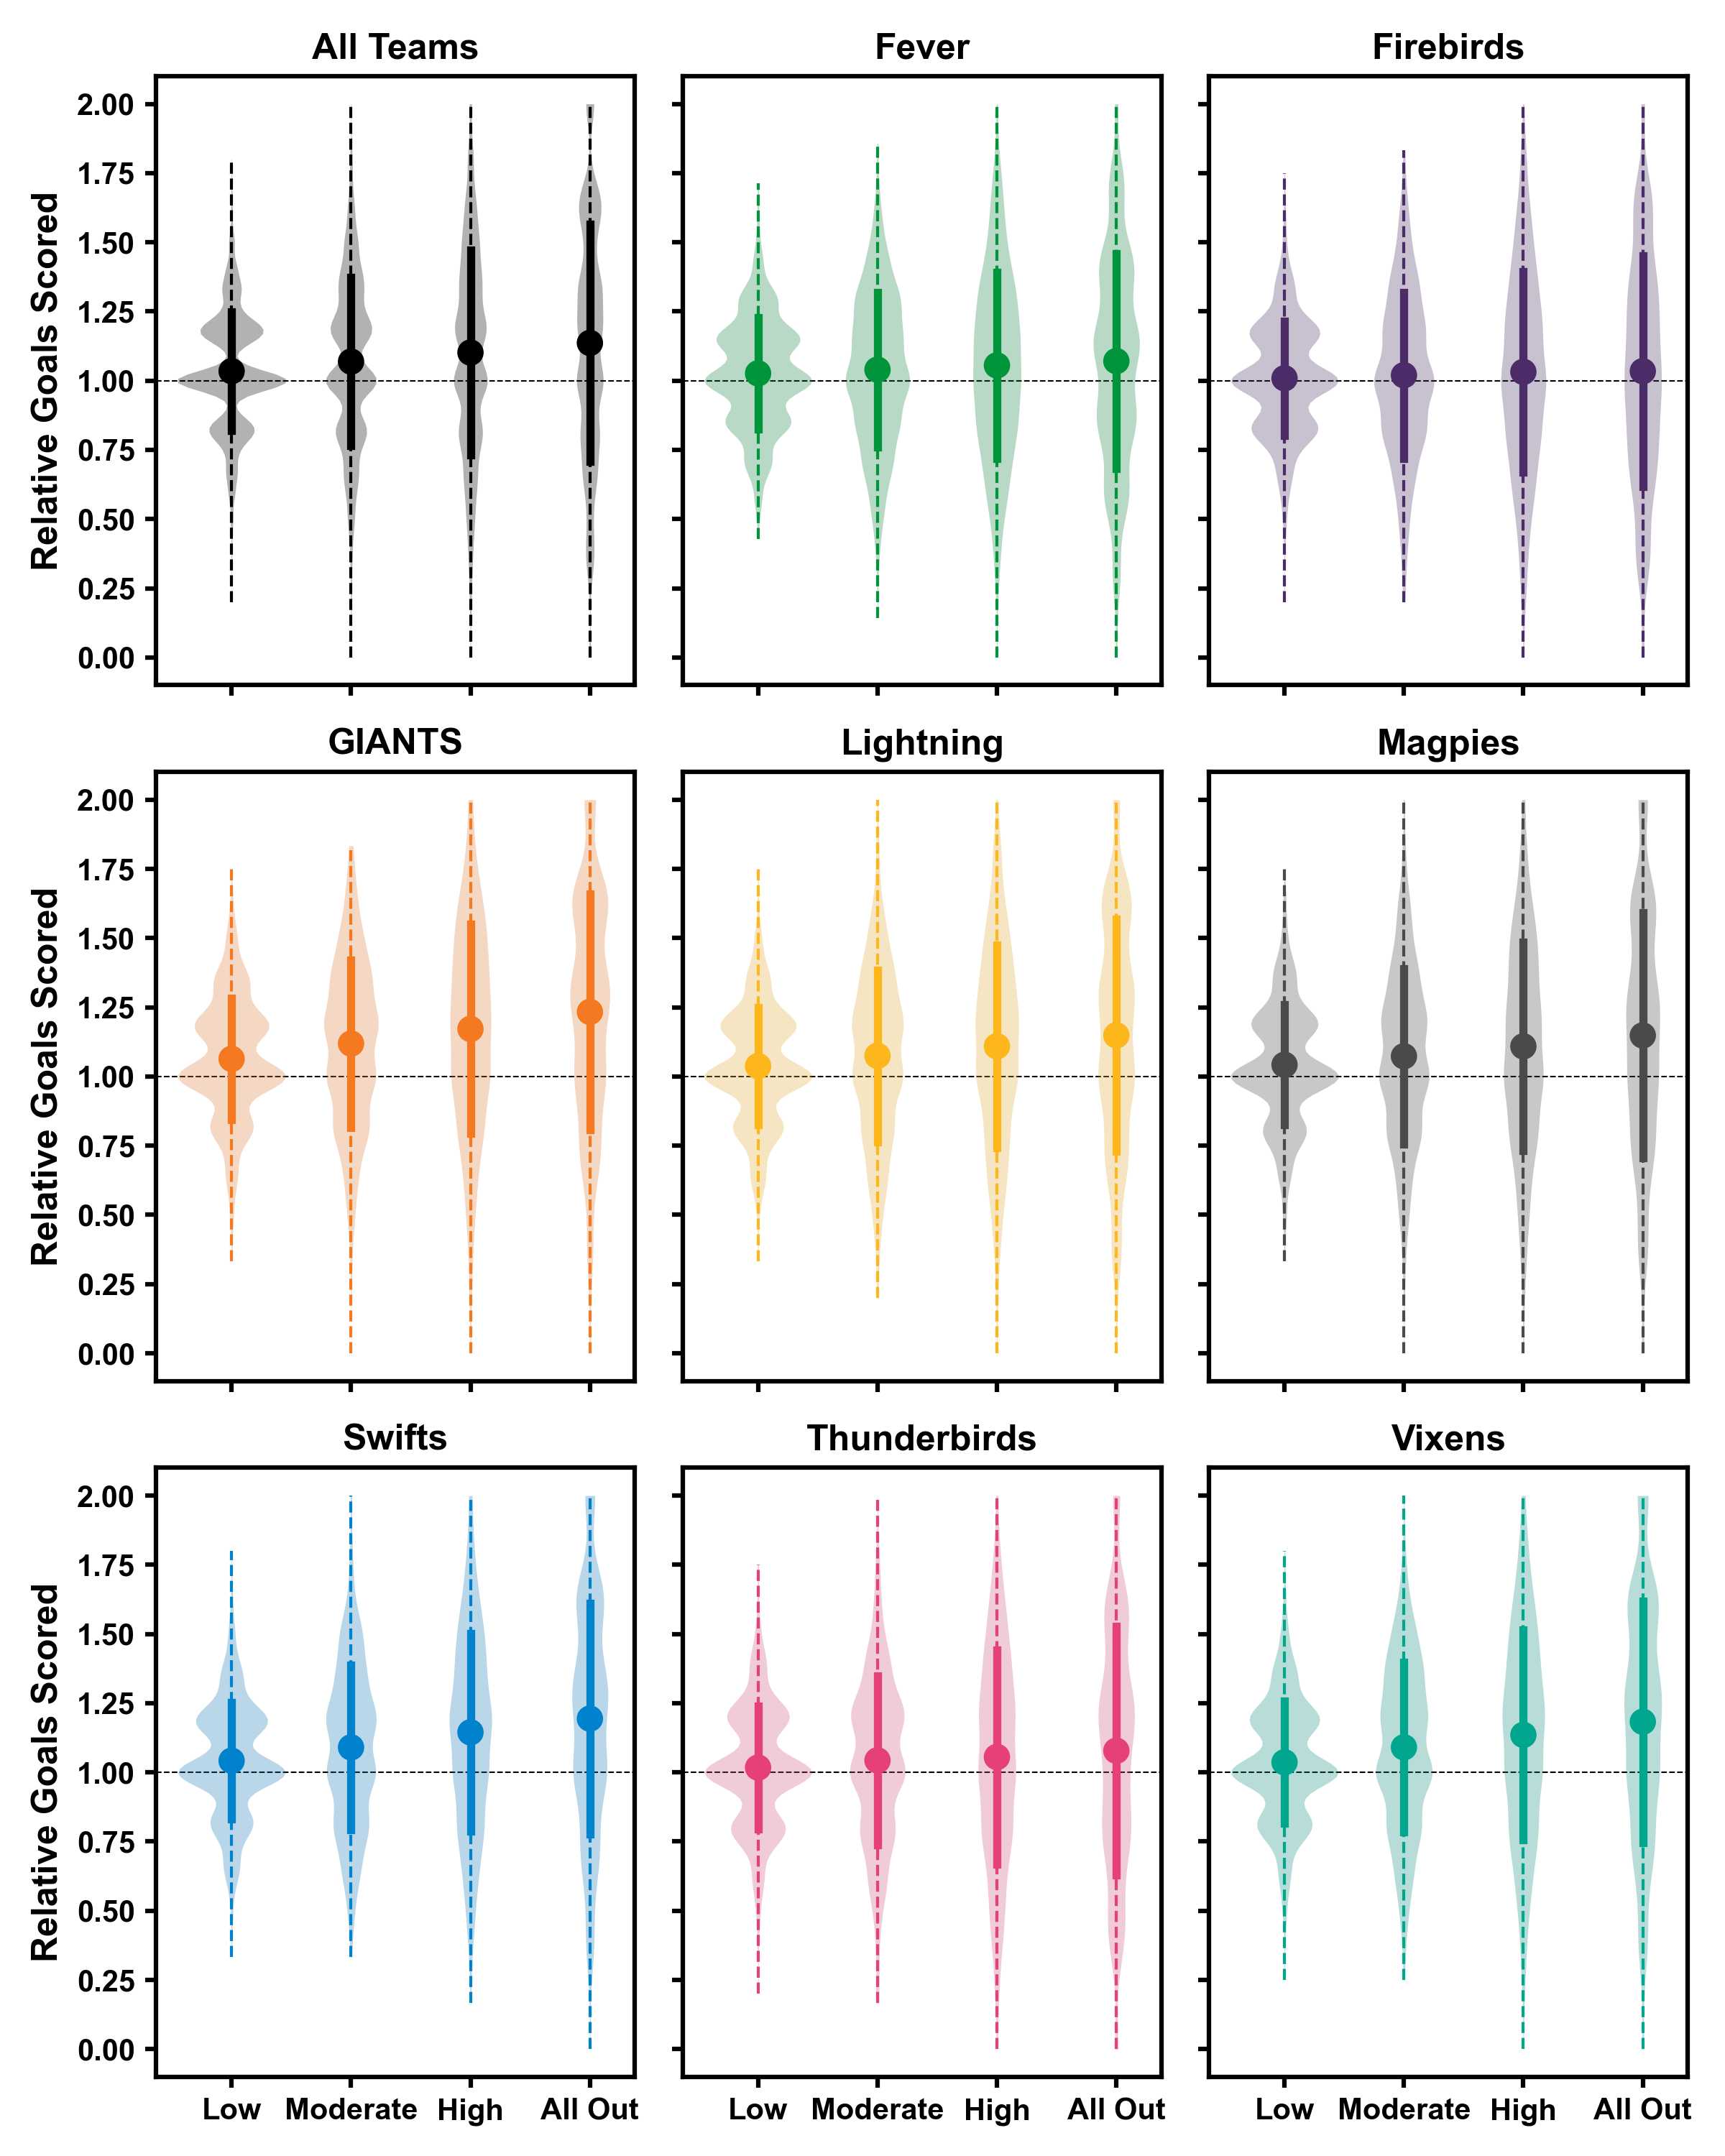 All Teams
Fever
Firebirds
Relative Goals Scored
2.00
1.75
1.50
1.25
1.00
0.75
0.50
0.25
0.00
GIANTS
Lightning
Magpies
Relative Goals Scored
2.00
1.75
1.50
1.25
1.00
0.75
0.50
0.25
0.00
Swifts
Thunderbirds
Vixens
Relative Goals Scored
2.00
1.75
1.50
1.25
1.00
0.75
0.50
0.25
0.00
Low Moderate High All Out
Low Moderate High All Out
Low Moderate High All Out